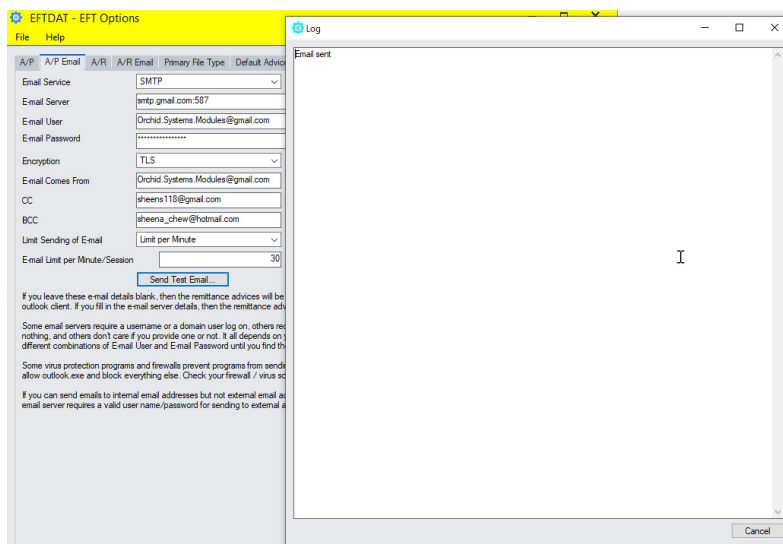 EFTDAT - EFT Options
File Help
A/P A/P Email A/R A/R Email Primary File Type Default Advice
Email Service SMTP
E-mail Server smtp.gmail.com:587
E-mail User Orchid.Systems.Modules@gmail.com
E-mail Password ****************
Encryption TLS
E-mail Comes From Orchid.Systems.Modules@gmail.com
CC sheens118@gmail.com
BCC sheena_chew@hotmail.com
Limit Sending of E-mail Limit per Minute
E-mail Limit per Minute/Session 30
Send Test Email...
If you leave these e-mail details blank, then the remittance advices will be
outlook client. If you fill in the e-mail server details, then the remittance
Some email servers require a username or a domain user log on, others
nothing, and others don't care if you provide one or not. It all depends on
different combinations of E-mail User and E-mail Password until you find
Some virus protection programs and firewalls prevent programs from
allow outlook.exe and block everything else. Check your firewall / virus
If you can send emails to internal email addresses but not external email
email server requires a valid user name/password for sending to external
Log
Email sent
Cancel